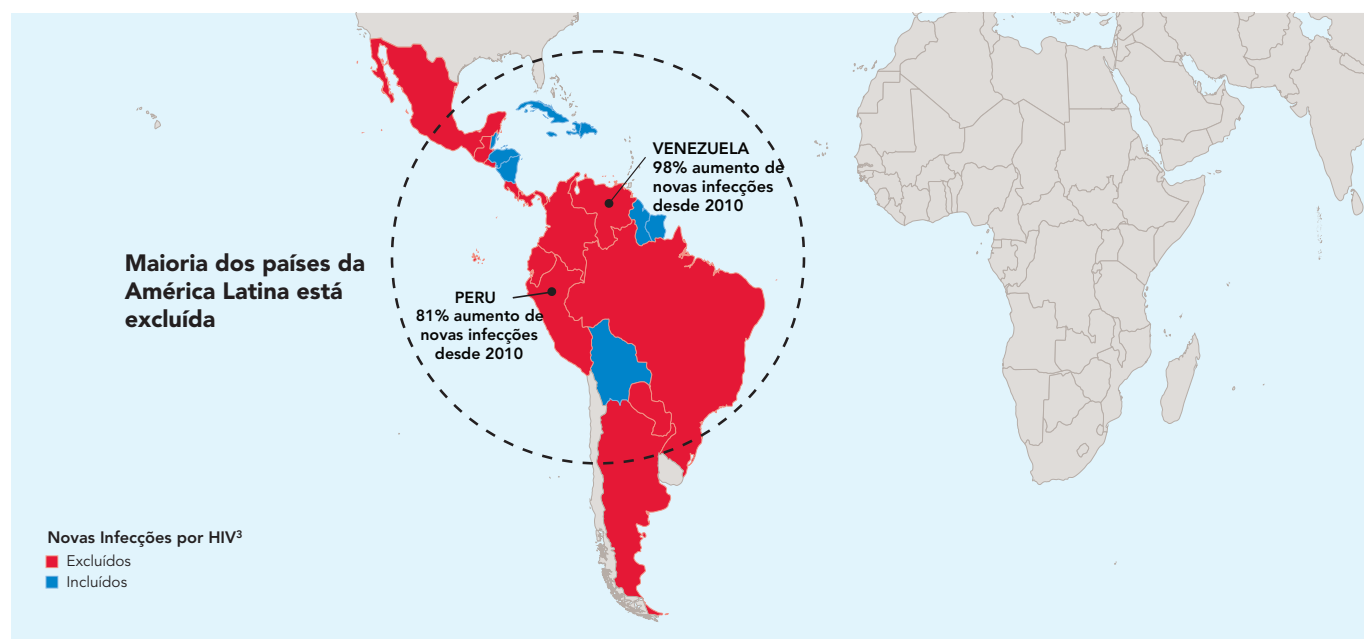 VENEZUELA
98% aumento de
novas infecções
desde 2010
Maioria dos países da
América Latina está
excluída
PERU
81% aumento de
novas infecções
desde 2010
Novas Infecções por HIV³
Excluídos
Incluídos